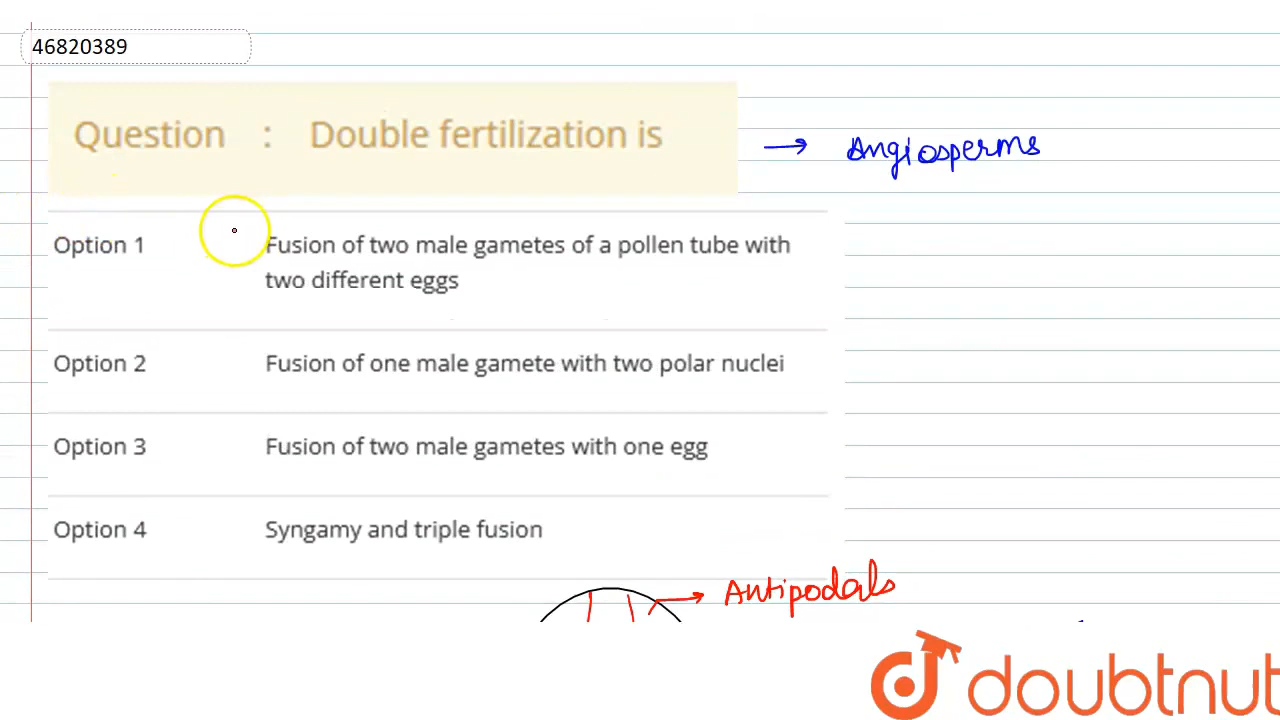 46820389
Question : Double fertilization is
→ Angiosperms
Option 1 Fusion of two male gametes of a pollen tube with
two different eggs
Option 2 Fusion of one male gamete with two polar nuclei
Option 3 Fusion of two male gametes with one egg
Option 4 Syngamy and triple fusion
→ Antipodals
doubtnut